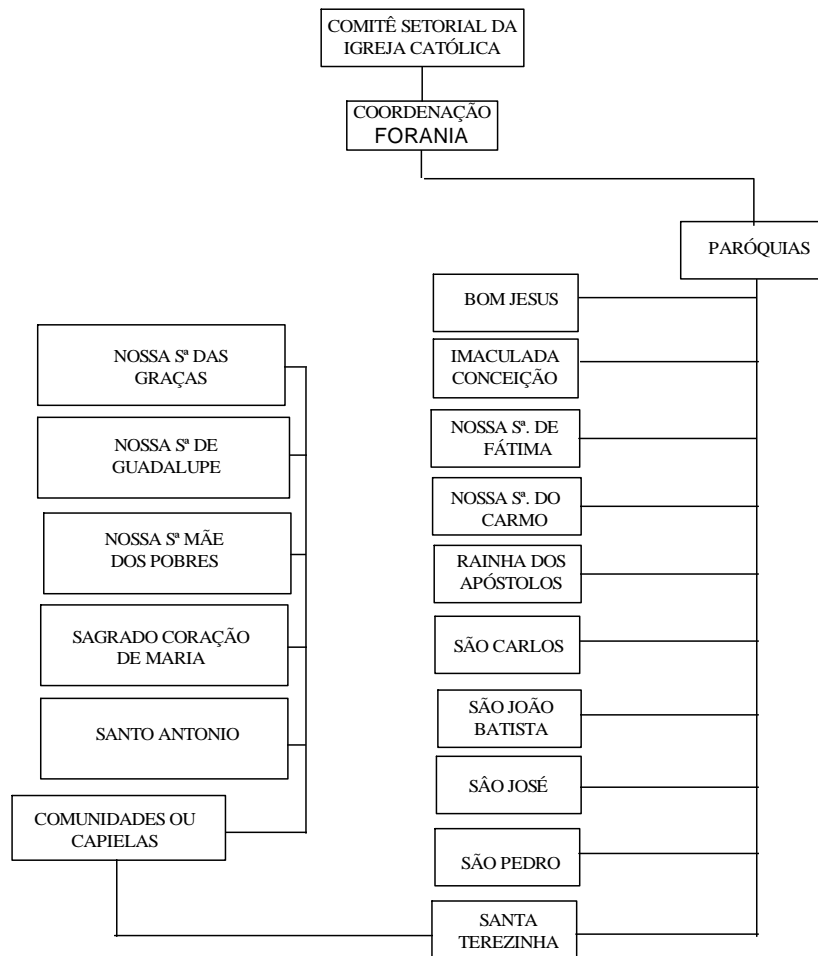 COMITÊ SETORIAL DA
IGREJA CATÓLICA
COORDENAÇÃO
FORANIA
PARÓQUIAS
BOM JESUS
IMACULADA
CONCEIÇÃO
NOSSA Sª. DE
FÁTIMA
NOSSA Sª. DO
CARMO
RAINHA DOS
APÓSTOLOS
SÃO CARLOS
SÃO JOÃO
BATISTA
SÂO JOSÉ
SÃO PEDRO
SANTA
TEREZINHA
NOSSA Sª DAS
GRAÇAS
NOSSA Sª DE
GUADALUPE
NOSSA Sª MÃE
DOS POBRES
SAGRADO CORAÇÃO
DE MARIA
SANTO ANTONIO
COMUNIDADES OU
CAPIELAS